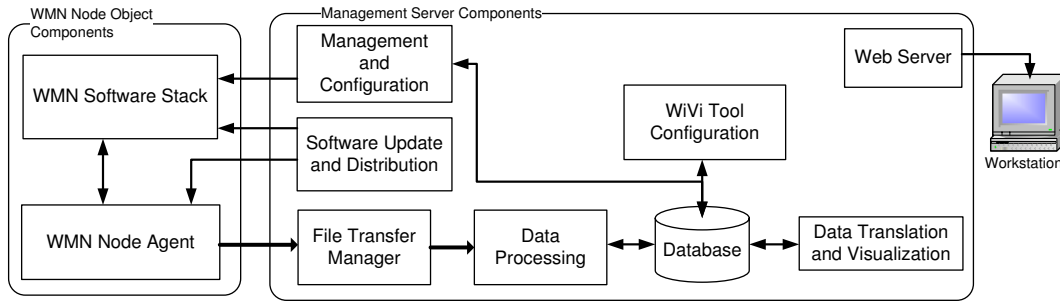 WMN Node Object
Components
Management Server Components
Management
and
Configuration
Web Server
WMN Software Stack
WiVi Tool
Configuration
Software Update
and Distribution
Workstation
WMN Node Agent
File Transfer
Manager
Data
Processing
Database
Data Translation
and Visualization